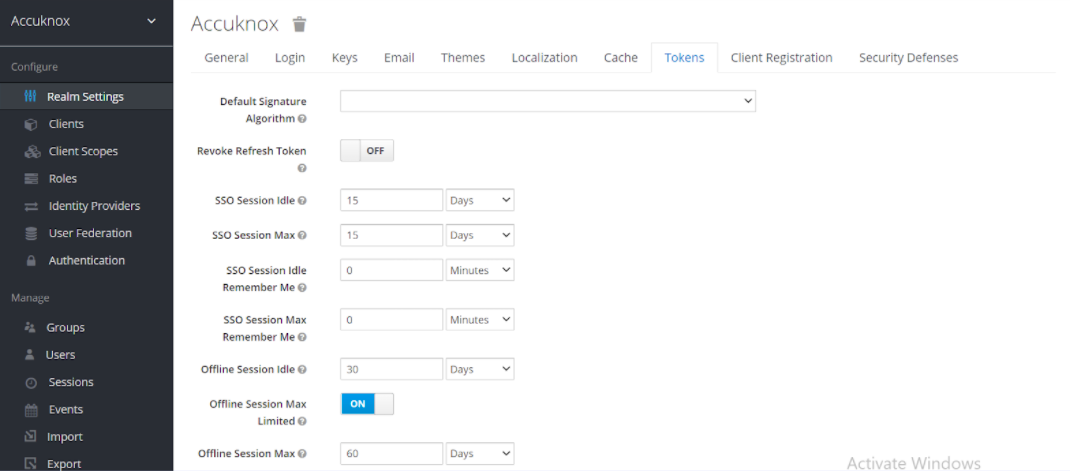 Accuknox
Configure
Realm Settings
Clients
Client Scopes
Roles
Identity Providers
User Federation
Authentication
Manage
Groups
Users
Sessions
Events
Import
Export
Accuknox
General Login Keys Email Themes Localization Cache Tokens Client Registration Security Defenses
Default Signature
Algorithm
Revoke Refresh Token OFF
SSO Session Idle 15 Days
SSO Session Max 15 Days
SSO Session Idle 0 Minutes
Remember Me
SSO Session Max 0 Minutes
Remember Me
Offline Session Idle 30 Days
Offline Session Max ON
Limited
Offline Session Max 60 Days
Activate Windows